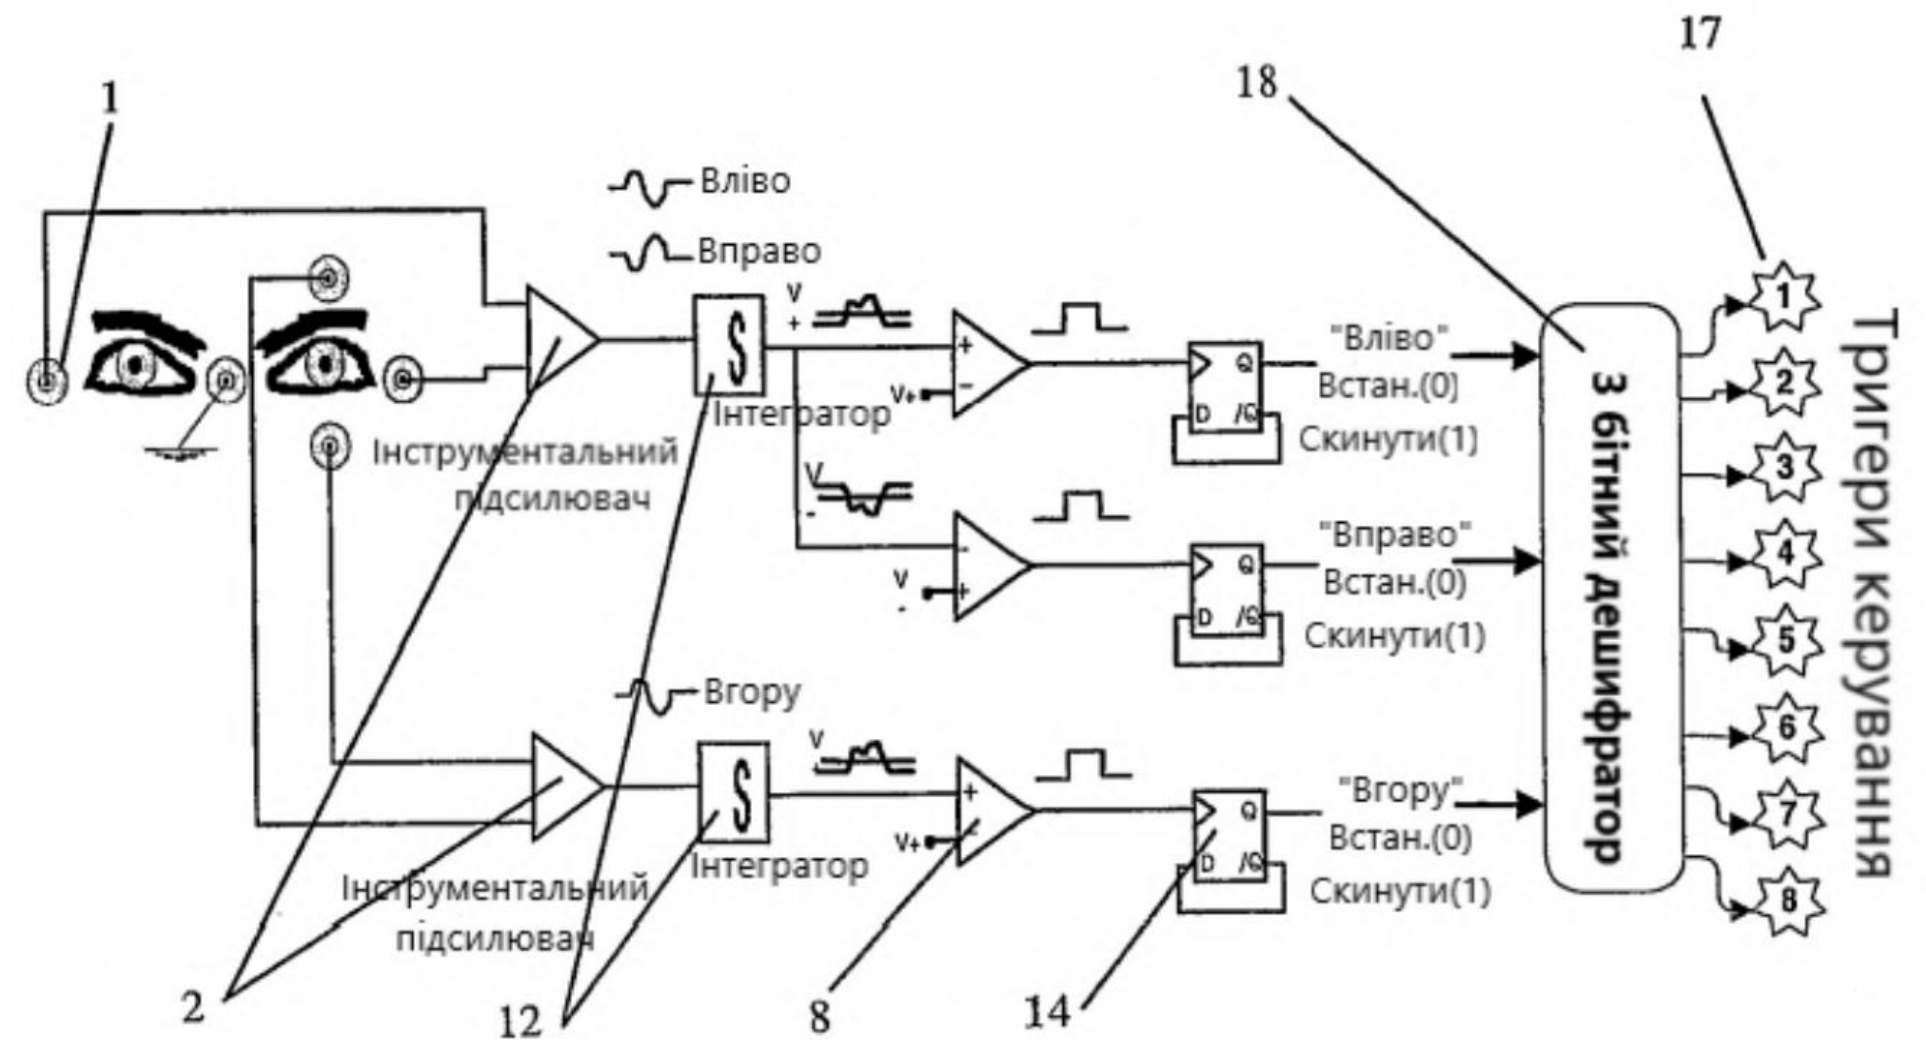 17
18
1
Вліво
Вправо
V
+
+
-
V+
Q
D
/Q
"Вліво"
Встан.(0)
Скинути(1)
Інтегратор
Інструментальний
підсилювач
V
-
-
+
V
-
Q
D
/Q
"Вправо"
Встан.(0)
Скинути(1)
Вгору
V
+
-
V+
Q
D
/Q
"Вгору"
Встан.(0)
Скинути(1)
Інтегратор
Інструментальний
підсилювач
3 бітний дешифратор
1
2
3
4
5
6
7
8
Тригери керування
2
12
8
14